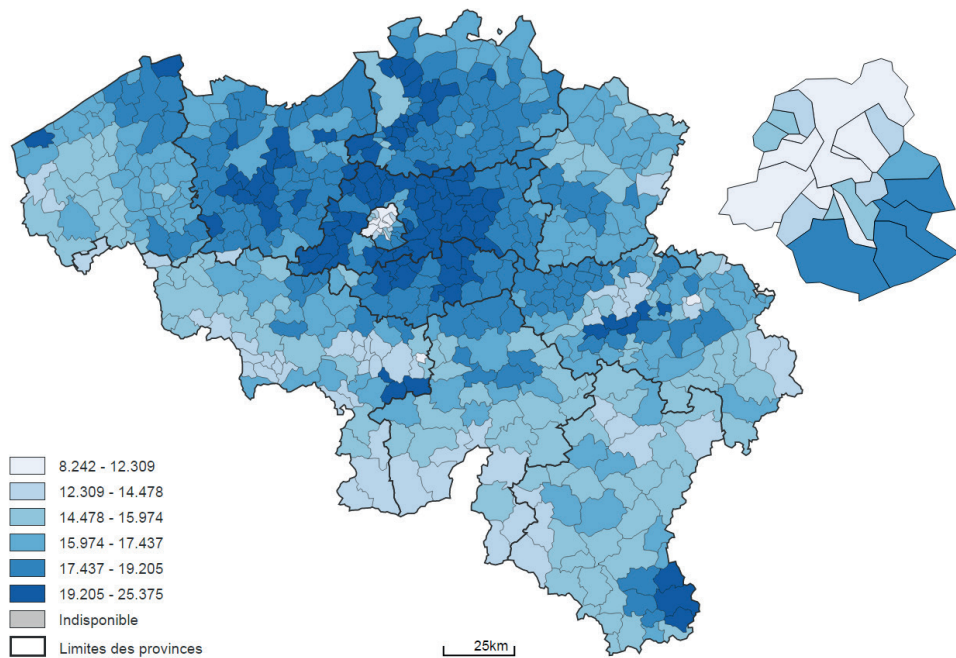 8.242 - 12.309
12.309 - 14.478
14.478 - 15.974
15.974 - 17.437
17.437 - 19.205
19.205 - 25.375
Indisponible
Limites des provinces
25km